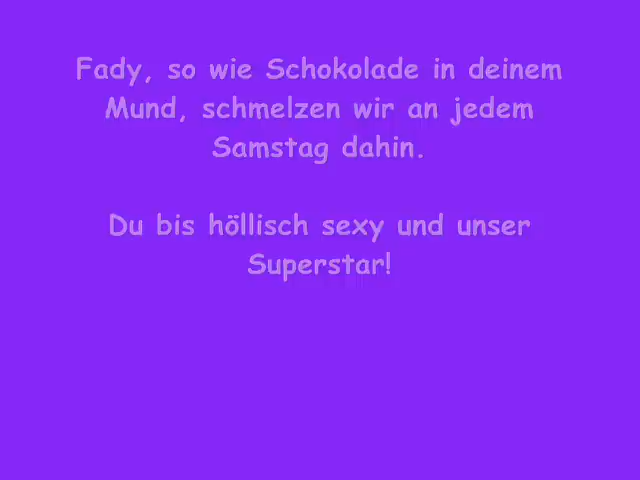 Fady, so wie Schokolade in deinem
Mund, schmelzen wir an jedem
Samstag dahin.
Du bis höllisch sexy und unser
Superstar!